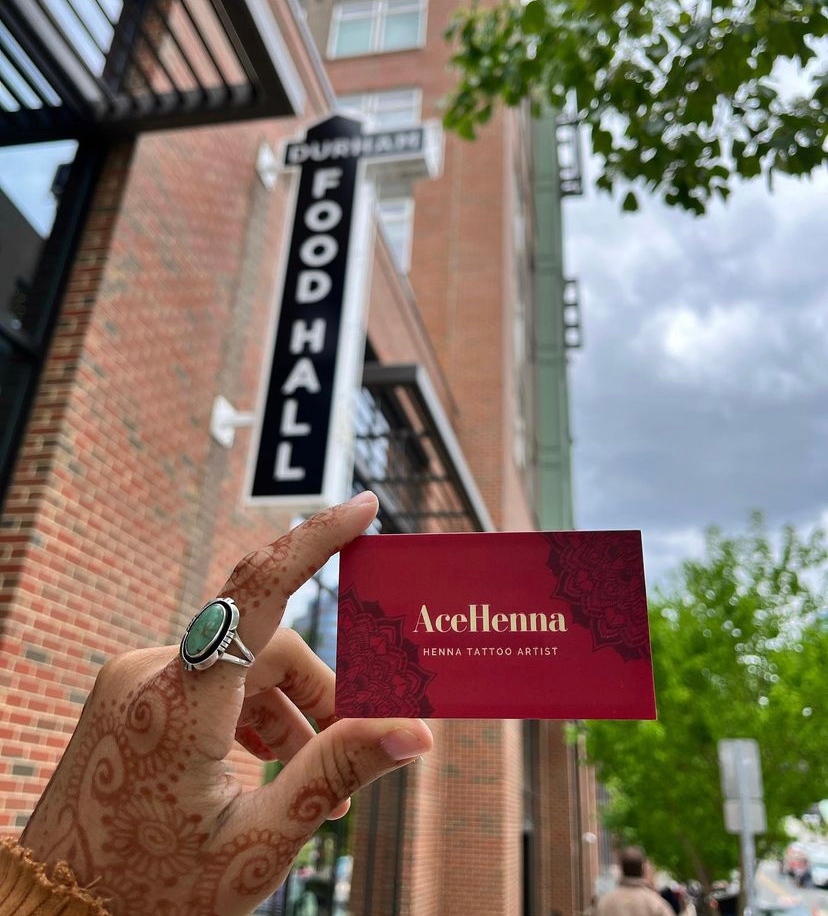 DURHAM
FOOD HALL
AceHenna
HENNA TATTOO ARTIST